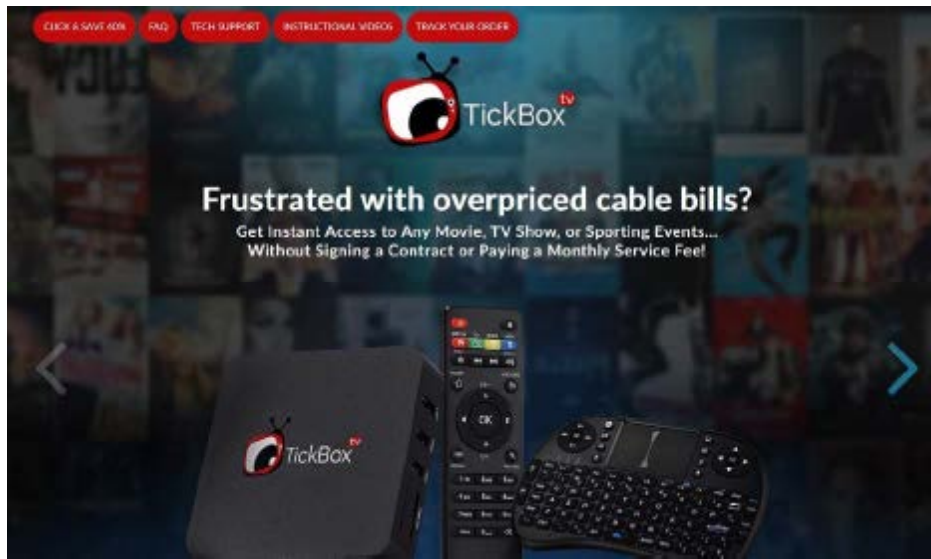 CLICK & SAVE 40%
FAQ
TECH SUPPORT
INSTRUCTIONAL VIDEOS
TRACK YOUR ORDER
TickBox tv
Frustrated with overpriced cable bills?
Get Instant Access to Any Movie, TV Show, or Sporting Events...
Without Signing a Contract or Paying a Monthly Service Fee!
OK
TickBox tv